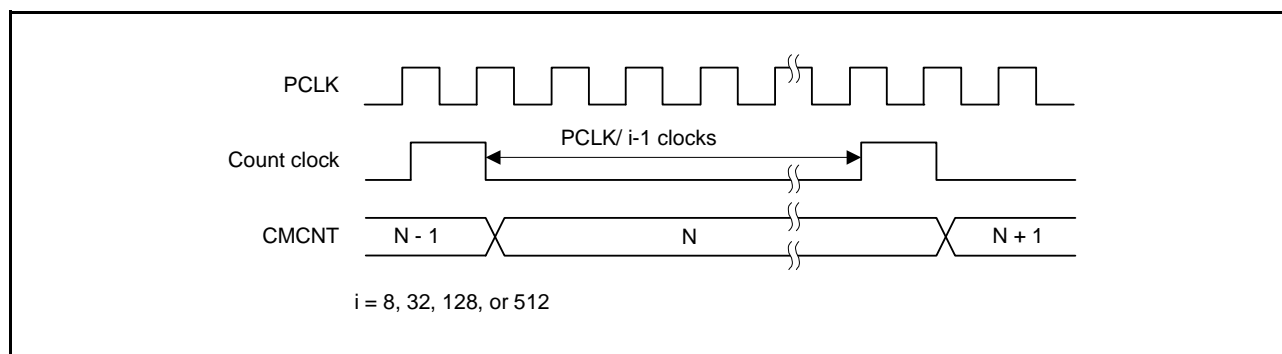 PCLK
PCLK/ i-1 clocks
Count clock
CMCNT
N - 1
N
N + 1
i = 8, 32, 128, or 512